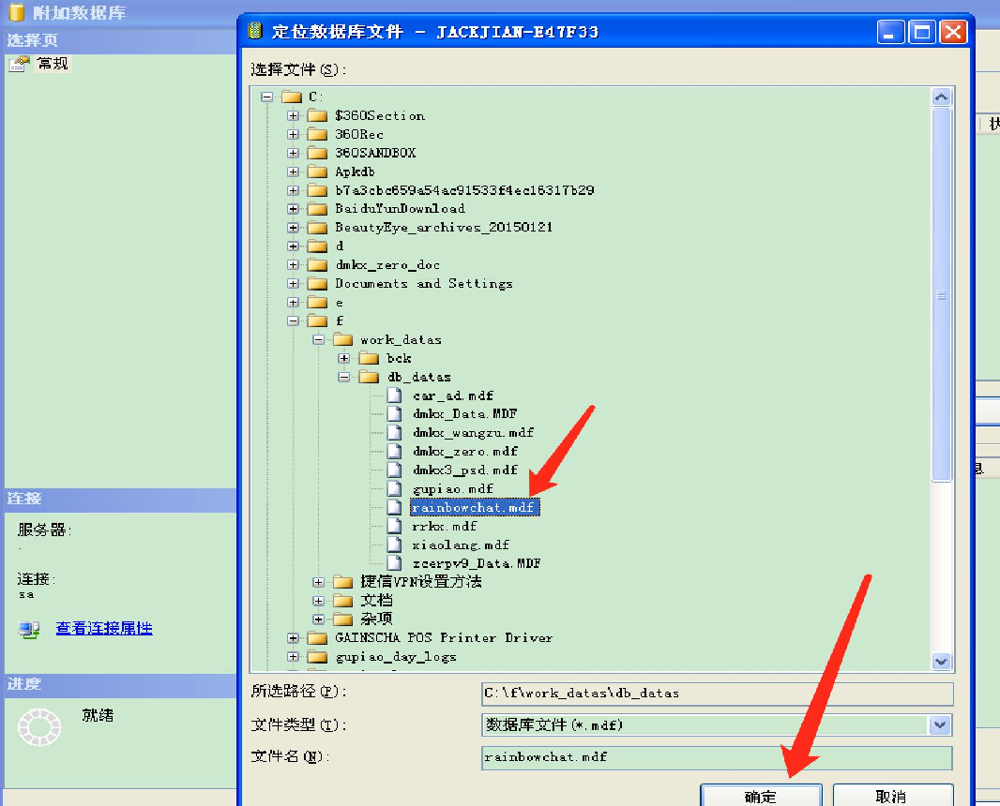 附加数据库
选择页
常规
连接
服务器:
.
连接:
sa
查看连接属性
进度
就绪
定位数据库文件 - JACKJIAN-E47F33
选择文件(S):
C:
$360Section
360Rec
360SANDBOX
Apkdb
b7a3cbc659a54ac91533f4ec16317b29
BaiduYunDownload
BeautyEye_archives_20150121
d
dmkx_zero_doc
Documents and Settings
e
f
work_datas
bck
db_datas
car_ad.mdf
dmkx_Data.MDF
dmkx_wangzu.mdf
dmkx_zero.mdf
dmkx3_psd.mdf
gupiao.mdf
rainbowchat.mdf
rrkx.mdf
xiaolang.mdf
zcerpv9_Data.MDF
捷信VPN设置方法
文档
杂项
GAINSCHA POS Printer Driver
gupiao_day_logs
所选路径(P):
C:\f\work_datas\db_datas
文件类型(T):
数据库文件(*.mdf)
文件名(N):
rainbowchat.mdf
确定
取消